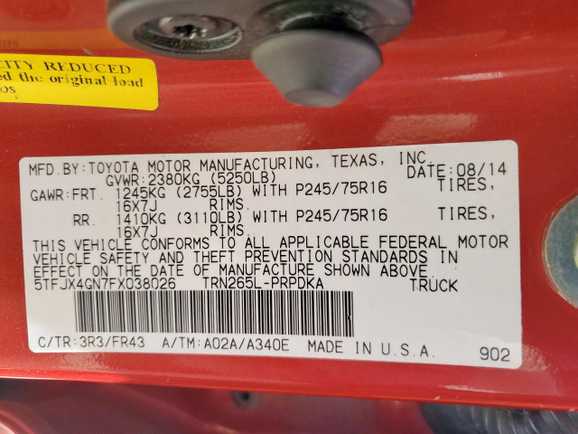 CITY REDUCED
ed the original load
os
MFD.BY:TOYOTA MOTOR MANUFACTURING, TEXAS, INC.
GVWR:2380KG (5250LB) DATE:08/14
GAWR:FRT. 1245KG (2755LB) WITH P245/75R16 TIRES,
16X7J RIMS.
RR. 1410KG (3110LB) WITH P245/75R16 TIRES,
16X7J RIMS.
THIS VEHICLE CONFORMS TO ALL APPLICABLE FEDERAL MOTOR
VEHICLE SAFETY AND THEFT PREVENTION STANDARDS IN
EFFECT ON THE DATE OF MANUFACTURE SHOWN ABOVE.
5TFJX4GN7FX038026 TRN265L-PRPDKA TRUCK
C/TR:3R3/FR43 A/TM:A02A/A340E MADE IN U.S.A. 902